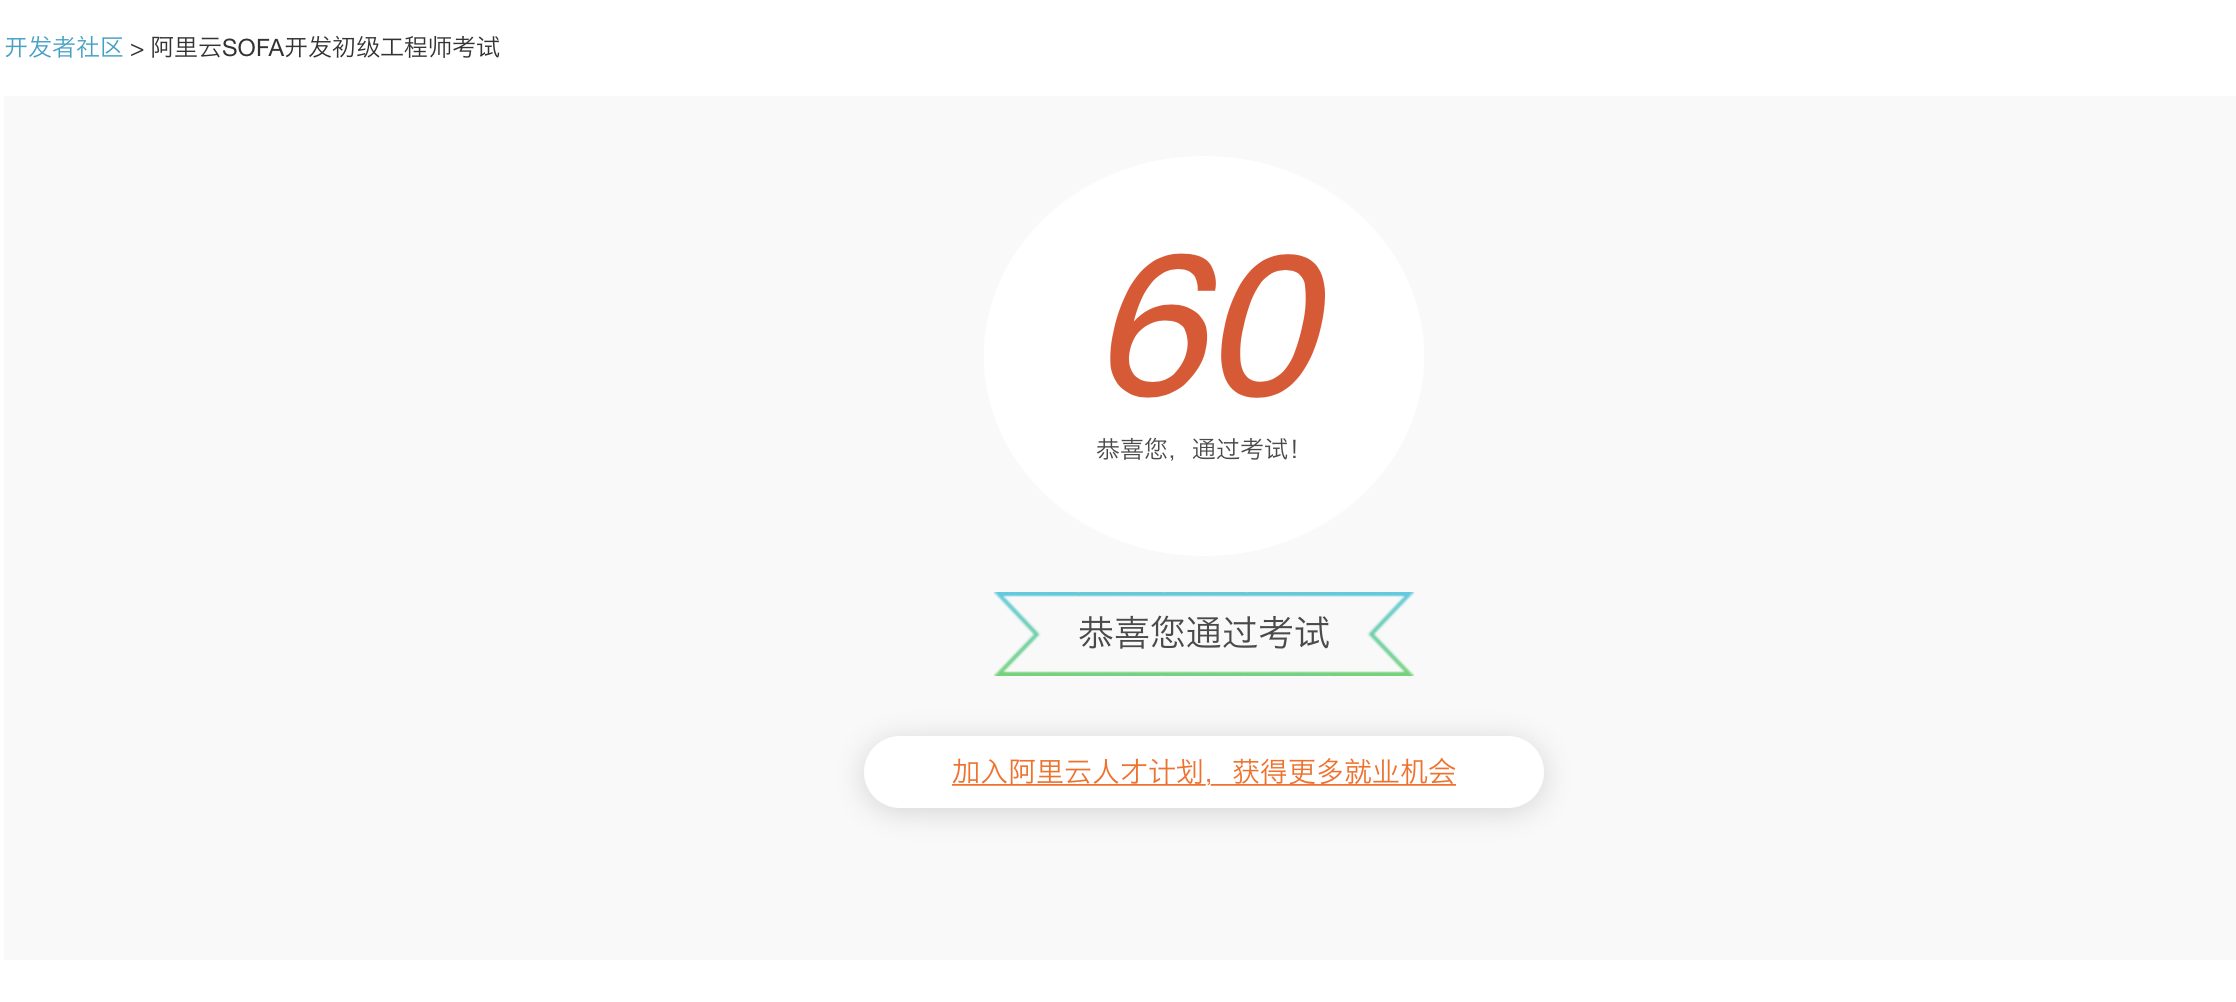 开发者社区 > 阿里云SOFA开发初级工程师考试
60
恭喜您，通过考试！
恭喜您通过考试
加入阿里云人才计划，获得更多就业机会